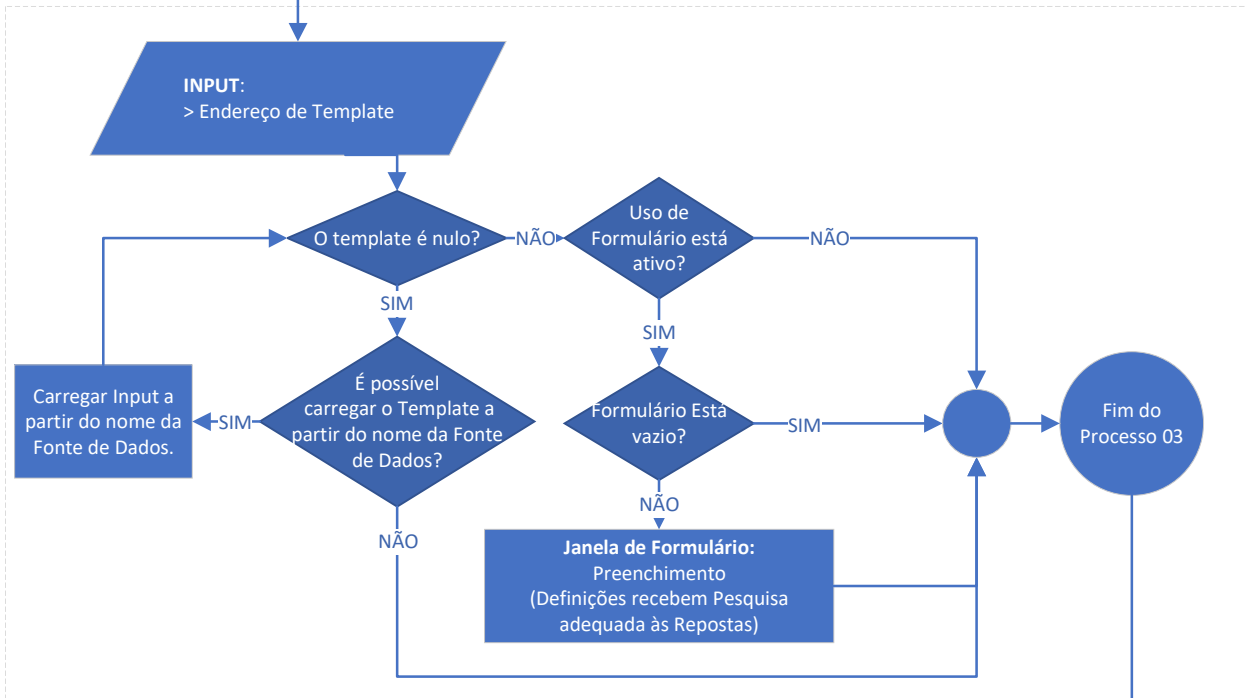 INPUT:
> Endereço de Template
O template é nulo?
NÃO
Uso de
Formulário está
ativo?
NÃO
SIM
SIM
Carregar Input a
partir do nome da
Fonte de Dados.
SIM
É possível
carregar o Template a
partir do nome da Fonte
de Dados?
Formulário Está
vazio?
SIM
Fim do
Processo 03
NÃO
NÃO
Janela de Formulário:
Preenchimento
(Definições recebem Pesquisa
adequada às Repostas)